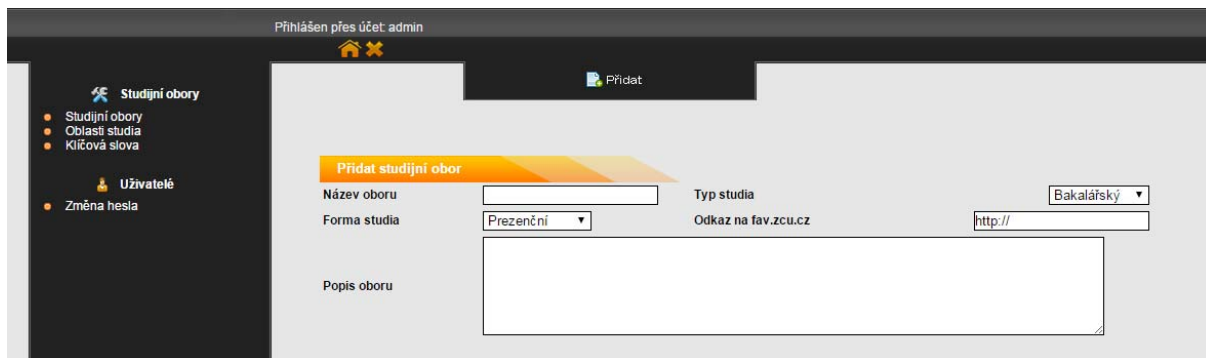 Přihlášen přes účet: admin
Přidat
Studijní obory
Studijní obory
Oblasti studia
Klíčová slova
Uživatelé
Změna hesla
Přidat studijní obor
Název oboru Typ studia Bakalářský
Forma studia Prezenční Odkaz na fav.zcu.cz http://
Popis oboru